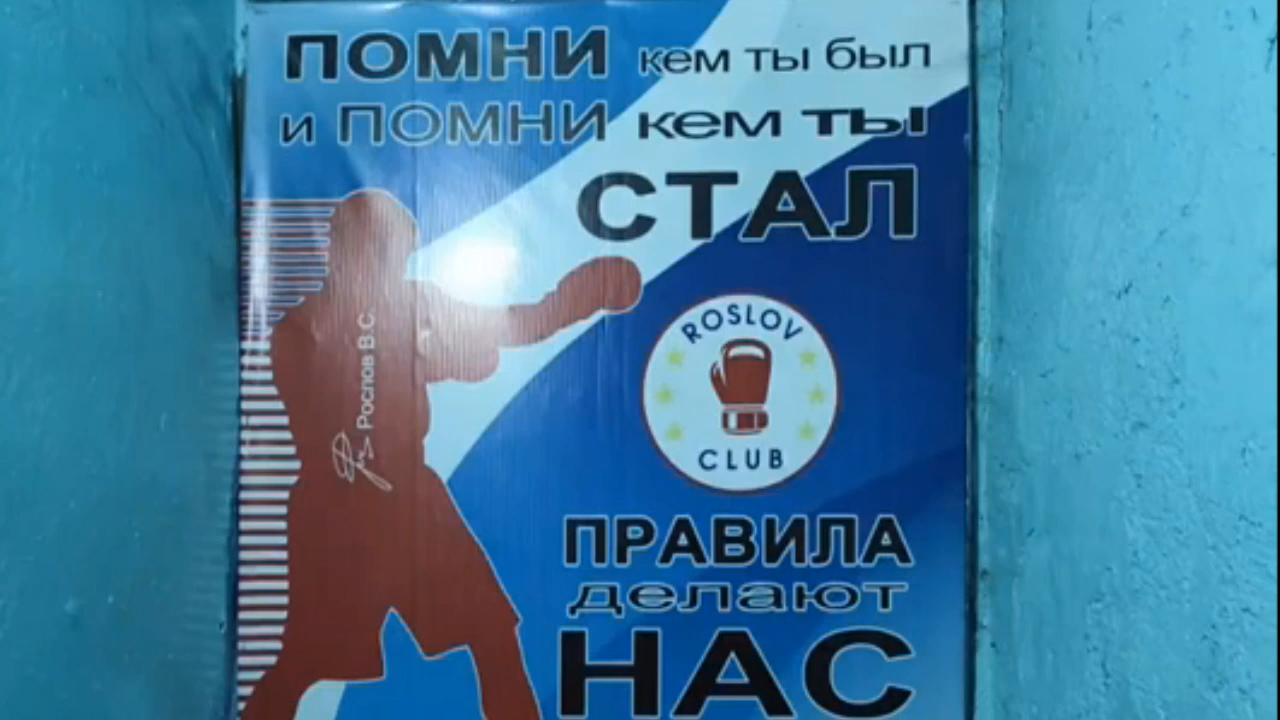 ПОМНИ кем ты был
и ПОМНИ кем ты
СТАЛ
ROSLOV
CLUB
Рослов В.С.
ПРАВИЛА
делают
НАС